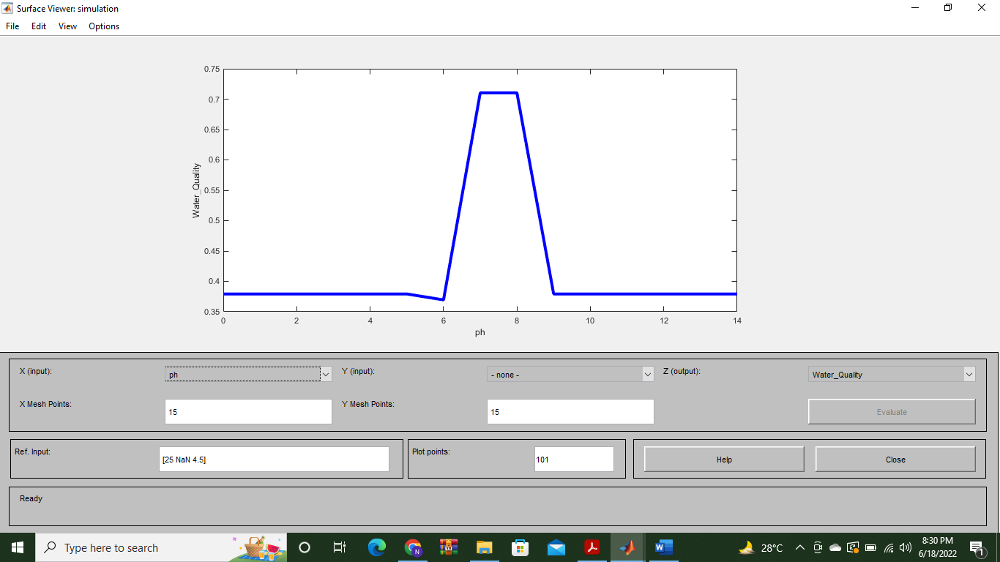 Surface Viewer: simulation
File Edit View Options
0.75
0.7
0.65
0.6
0.55
0.5
0.45
0.4
0.35
Water_Quality
0 2 4 6 8 10 12 14
ph
X (input): ph Y (input): - none - Z (output): Water_Quality
X Mesh Points: 15 Y Mesh Points: 15 Evaluate
Ref. Input: [25 NaN 4.5] Plot points: 101 Help Close
Ready
Type here to search 28°C 8:30 PM
6/18/2022 1